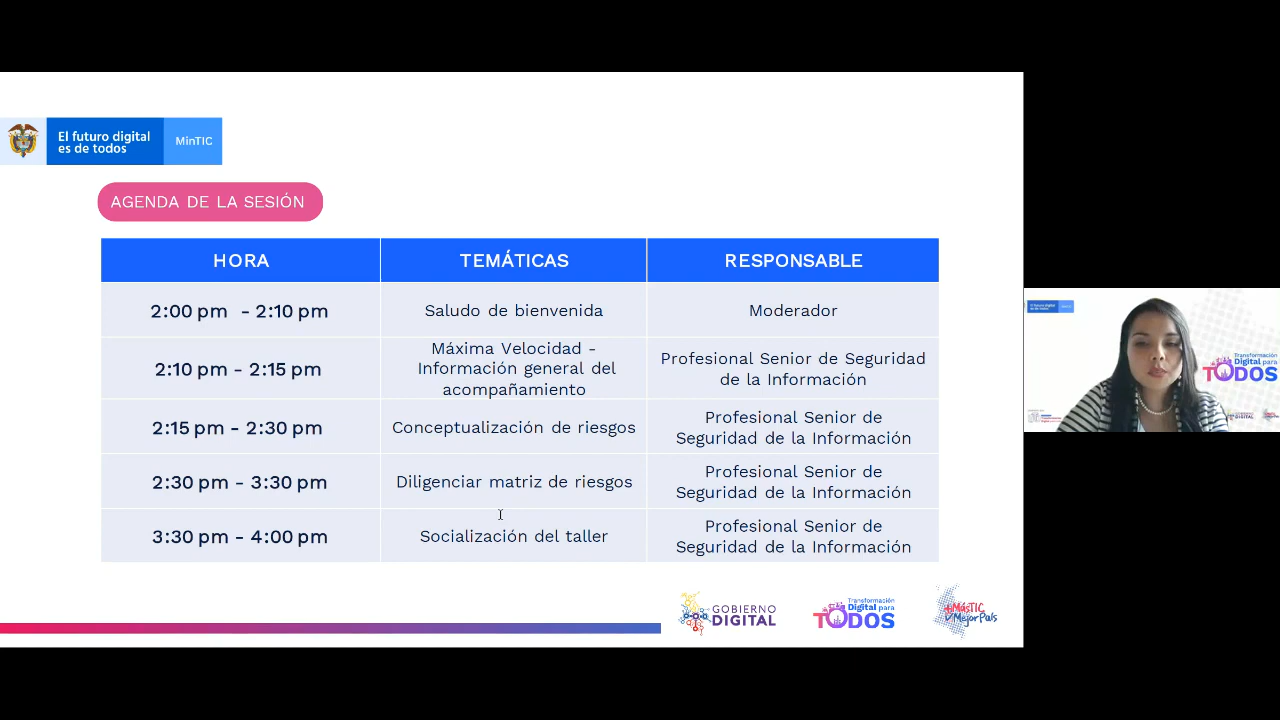 El futuro digital
es de todos
MinTIC
AGENDA DE LA SESIÓN
HORA
TEMÁTICAS
RESPONSABLE
2:00 pm - 2:10 pm
Saludo de bienvenida
Moderador
2:10 pm - 2:15 pm
Máxima Velocidad -
Información general del
acompañamiento
Profesional Senior de Seguridad
de la Información
2:15 pm - 2:30 pm
Conceptualización de riesgos
Profesional Senior de
Seguridad de la Información
2:30 pm - 3:30 pm
Diligenciar matriz de riesgos
Profesional Senior de
Seguridad de la Información
3:30 pm - 4:00 pm
Socialización del taller
Profesional Senior de
Seguridad de la Información
GOBIERNO
DIGITAL
Transformación
Digital para
TODOS
+MásTIC
MejorPaís
Transformación
Digital para
TODOS